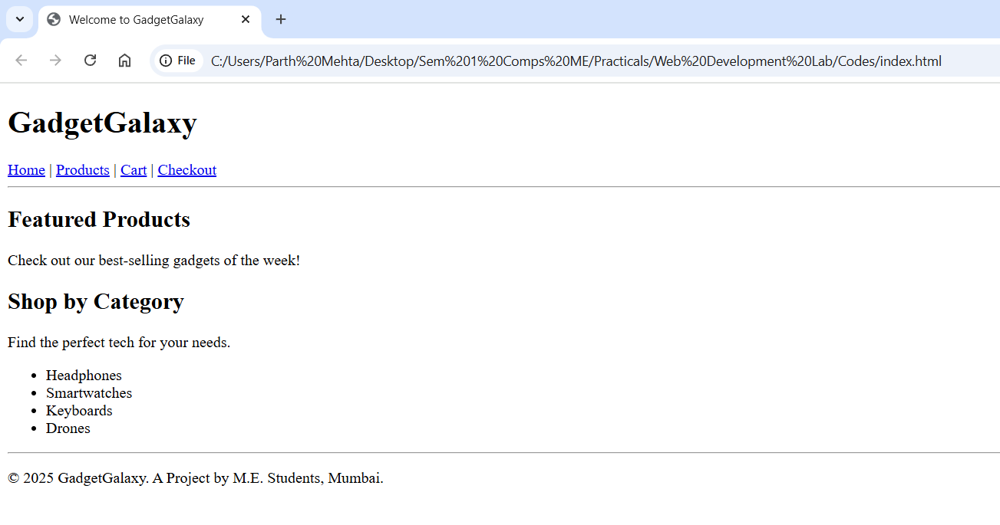 Welcome to GadgetGalaxy
File C:/Users/Parth%20Mehta/Desktop/Sem%201%20Comps%20ME/Practicals/Web%20Development%20Lab/Codes/index.html
GadgetGalaxy
Home | Products | Cart | Checkout
Featured Products
Check out our best-selling gadgets of the week!
Shop by Category
Find the perfect tech for your needs.
• Headphones
• Smartwatches
• Keyboards
• Drones
© 2025 GadgetGalaxy. A Project by M.E. Students, Mumbai.